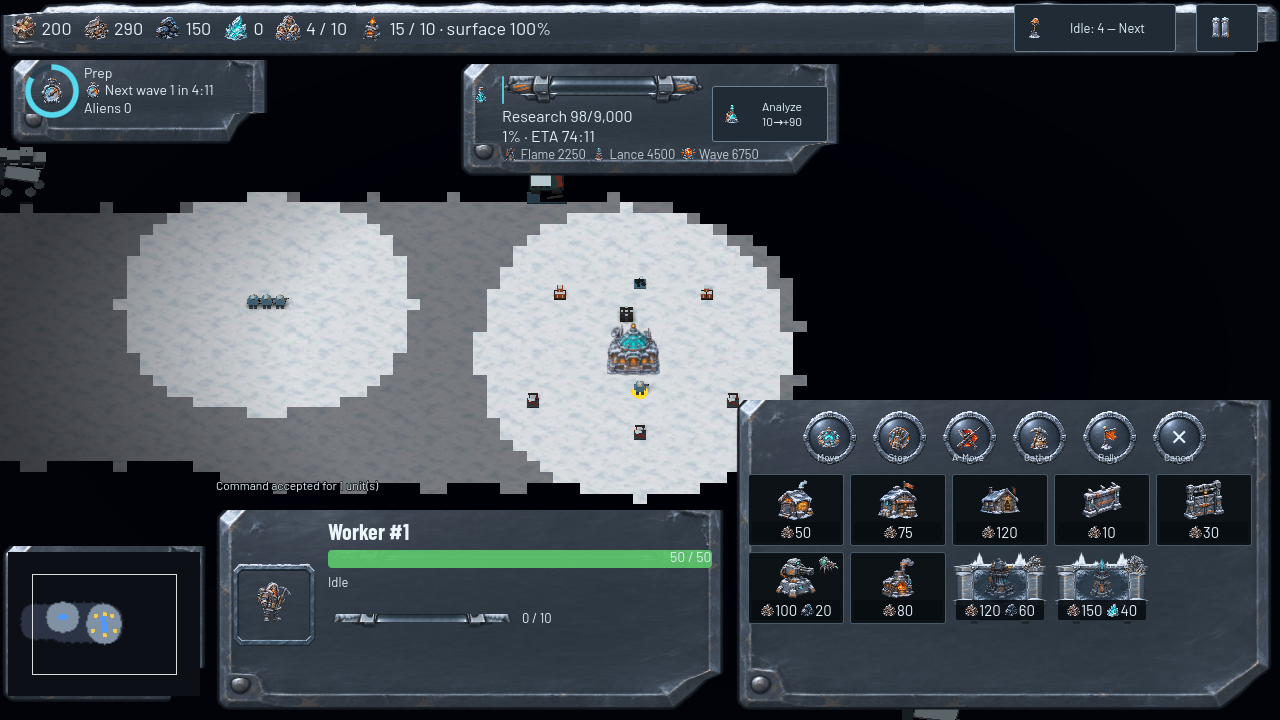 200 290 150 0 4 / 10 15 / 10 · surface 100%
Idle: 4 — Next
Prep
Next wave 1 in 4:11
Aliens 0
Research 98/9,000
1% · ETA 74:11
Flame 2250 Lance 4500 Wave 6750
Analyze
10→+90
Move Stop A-Move Gather Rally Cancel
50 75 120 10 30
100 20 80 120 60 150 40
Command accepted for 1 unit(s)
Worker #1
50 / 50
Idle
0 / 10